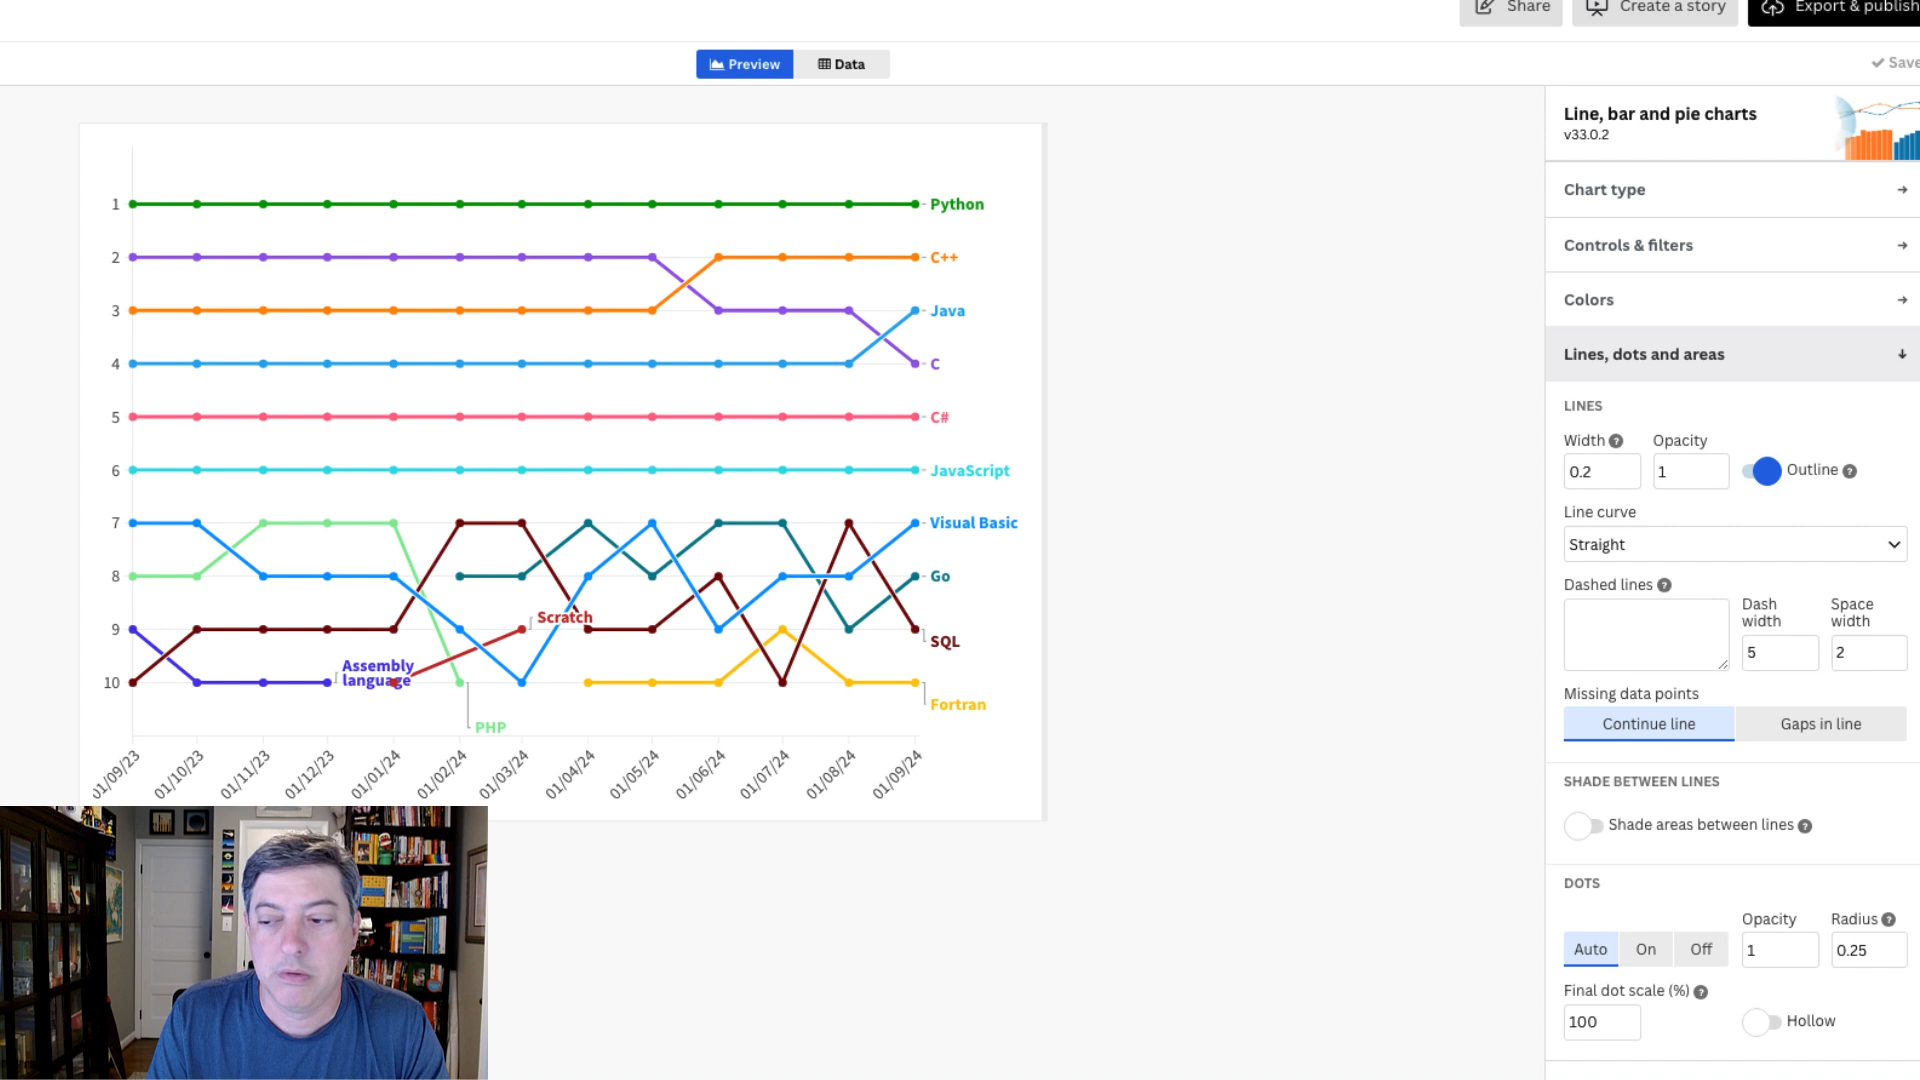 Share
Create a story
Export & publish
Preview
Data
Save
Line, bar and pie charts
v33.0.2
Chart type
Controls & filters
Colors
Lines, dots and areas
LINES
Width
Opacity
0.2
1
Outline
Line curve
Straight
Dashed lines
Dash width
Space width
5
2
Missing data points
Continue line
Gaps in line
SHADE BETWEEN LINES
Shade areas between lines
DOTS
Opacity
Radius
Auto
On
Off
1
0.25
Final dot scale (%)
100
Hollow
1
2
3
4
5
6
7
8
9
10
Python
C++
Java
C
C#
JavaScript
Visual Basic
Go
Scratch
SQL
Assembly
language
Fortran
PHP
01/09/23
01/10/23
01/11/23
01/12/23
01/01/24
01/02/24
01/03/24
01/04/24
01/05/24
01/06/24
01/07/24
01/08/24
01/09/24